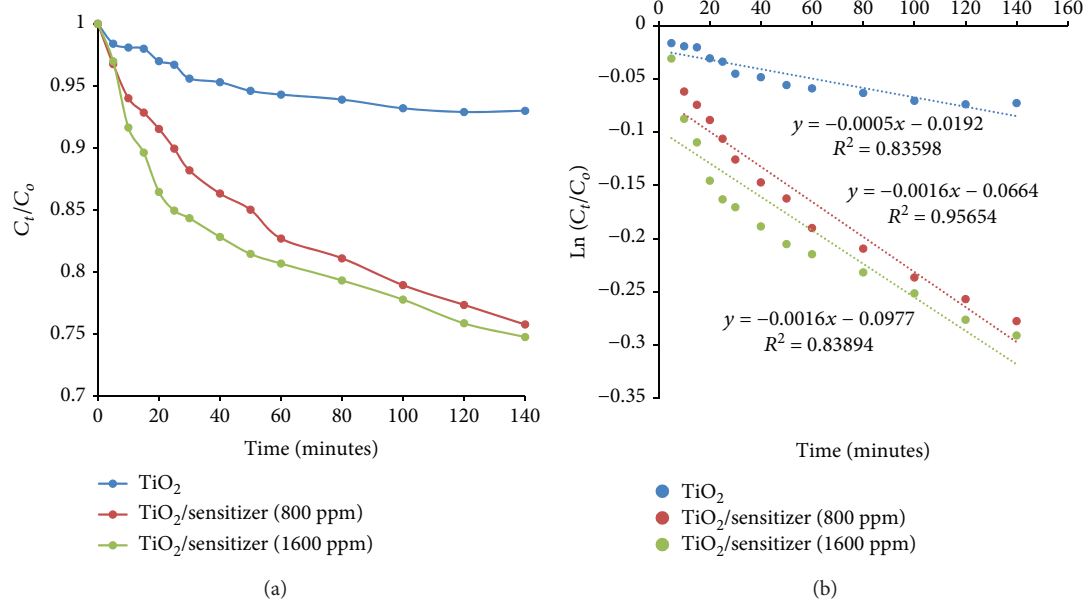 1
0.95
0.9
0.85
0.8
0.75
0.7
C_t/C_o
0 20 40 60 80 100 120 140
Time (minutes)
TiO₂
TiO₂/sensitizer (800 ppm)
TiO₂/sensitizer (1600 ppm)
(a)
0 20 40 60 80 100 120 140 160
0
−0.05
−0.1
−0.15
−0.2
−0.25
−0.3
−0.35
Ln (C_t/C_o)
y = −0.0005x − 0.0192
R² = 0.83598
y = −0.0016x − 0.0664
R² = 0.95654
y = −0.0016x − 0.0977
R² = 0.83894
Time (minutes)
TiO₂
TiO₂/sensitizer (800 ppm)
TiO₂/sensitizer (1600 ppm)
(b)